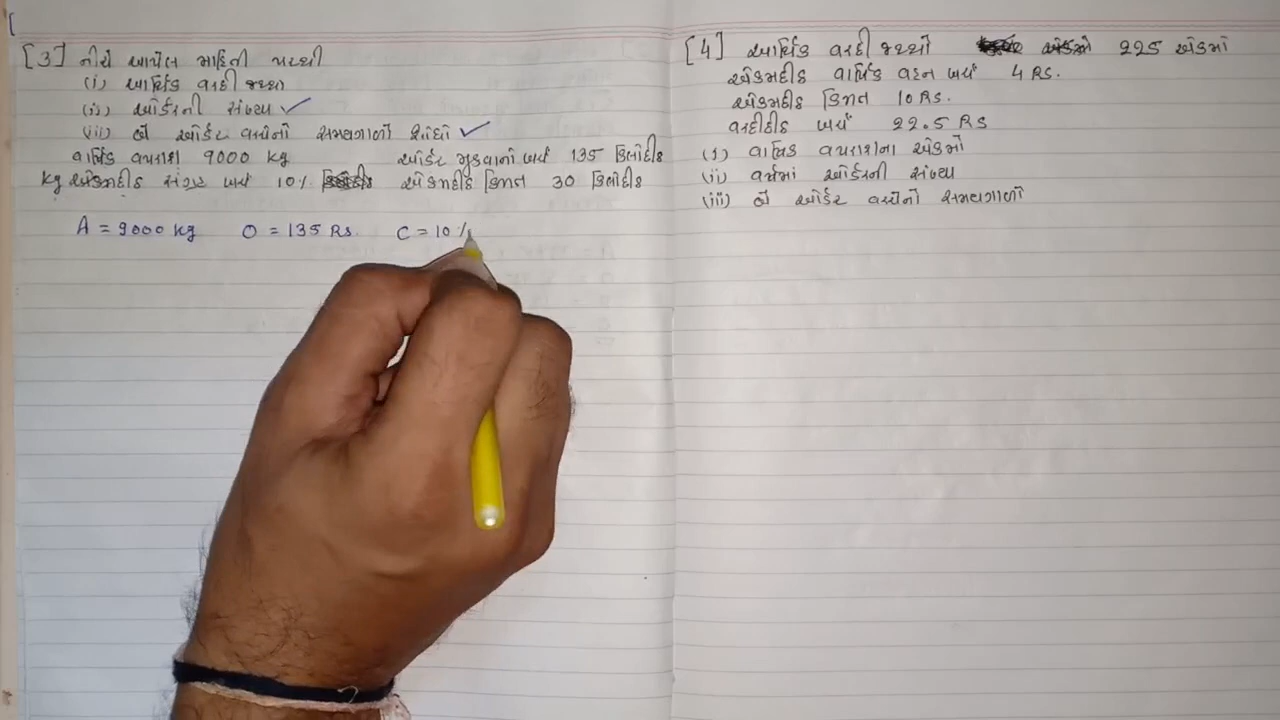 [3] નીચે આપેલ માહિતી પરથી
(i) આર્થિક વરદી જથ્થો
(ii) ઓર્ડરની સંખ્યા ✓
(iii) બે ઓર્ડર વચ્ચેનો સમયગાળો શોધો ✓
વાર્ષિક વપરાશ 9000 kg ઓર્ડર મુકવાનો ખર્ચ 135
kg એકમદીઠ સંગ્રહ ખર્ચ 10% એકમદીઠ કિંમત 30
A = 9000 kg O = 135 Rs. C = 10 %
[4] આર્થિક વરદી જથ્થો 225 એકમો
એકમદીઠ વાર્ષિક વહન ખર્ચ 4 RS.
એકમદીઠ કિંમત 10 RS.
વરદીદીઠ ખર્ચ 22.5 RS
(i) વાર્ષિક વપરાશના એકમો
(ii) વર્ષમાં ઓર્ડરની સંખ્યા
(iii) બે ઓર્ડર વચ્ચેનો સમયગાળો